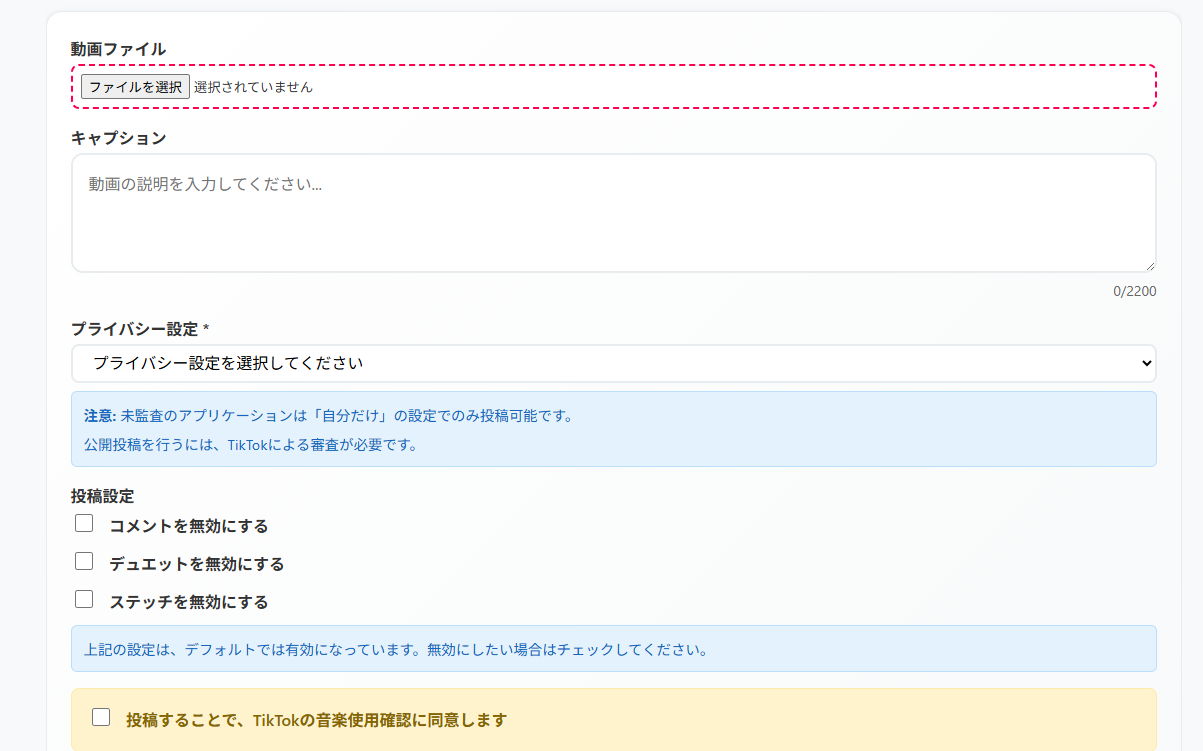 動画ファイル
ファイルを選択 選択されていません
キャプション
動画の説明を入力してください...
0/2200
プライバシー設定 *
プライバシー設定を選択してください
注意: 未監査のアプリケーションは「自分だけ」の設定でのみ投稿可能です。
公開投稿を行うには、TikTokによる審査が必要です。
投稿設定
コメントを無効にする
デュエットを無効にする
ステッチを無効にする
上記の設定は、デフォルトでは有効になっています。無効にしたい場合はチェックしてください。
投稿することで、TikTokの音楽使用確認に同意します